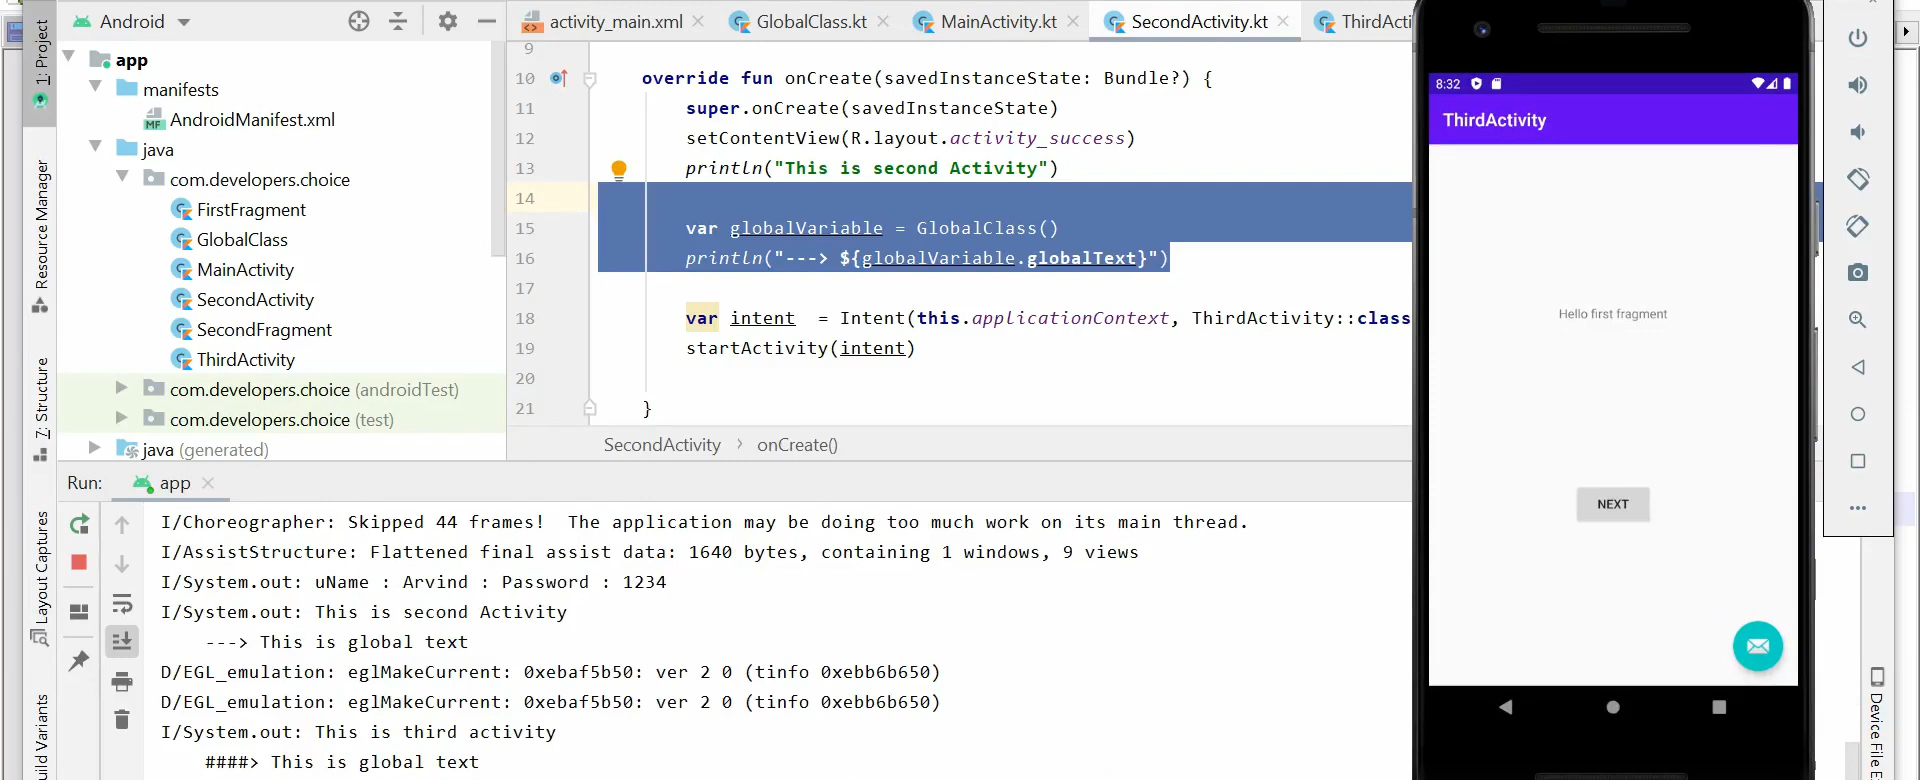 Android
activity_main.xml
GlobalClass.kt
MainActivity.kt
SecondActivity.kt
ThirdActi
1: Project
Resource Manager
7: Structure
Layout Captures
uild Variants
app
manifests
AndroidManifest.xml
MF
java
com.developers.choice
FirstFragment
GlobalClass
MainActivity
SecondActivity
SecondFragment
ThirdActivity
com.developers.choice (androidTest)
com.developers.choice (test)
java (generated)
9
10 override fun onCreate(savedInstanceState: Bundle?) {
11 super.onCreate(savedInstanceState)
12 setContentView(R.layout.activity_success)
13 println("This is second Activity")
14
15 var globalVariable = GlobalClass()
16 println("---> ${globalVariable.globalText}")
17
18 var intent = Intent(this.applicationContext, ThirdActivity::class
19 startActivity(intent)
20
21 }
SecondActivity > onCreate()
Run: app
I/Choreographer: Skipped 44 frames! The application may be doing too much work on its main thread.
I/AssistStructure: Flattened final assist data: 1640 bytes, containing 1 windows, 9 views
I/System.out: uName : Arvind : Password : 1234
I/System.out: This is second Activity
---> This is global text
D/EGL_emulation: eglMakeCurrent: 0xebaf5b50: ver 2 0 (tinfo 0xebb6b650)
D/EGL_emulation: eglMakeCurrent: 0xebaf5b50: ver 2 0 (tinfo 0xebb6b650)
I/System.out: This is third activity
####> This is global text
8:32
ThirdActivity
Hello first fragment
NEXT
Device File E